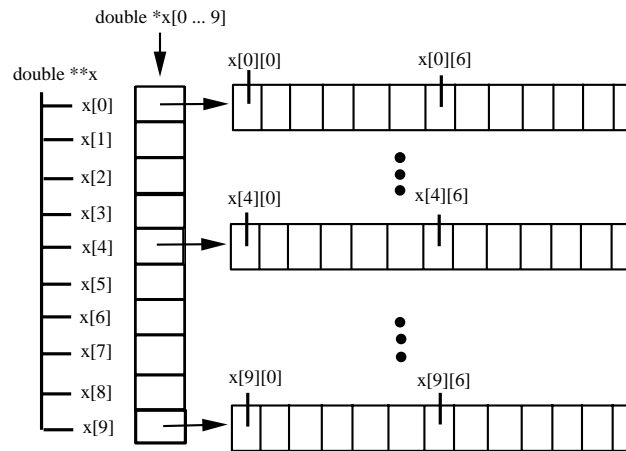 double *x[0 ... 9]
double **x
x[0][0] x[0][6]
x[0]
x[1]
x[2]
x[3]
x[4]
x[5]
x[6]
x[7]
x[8]
x[9]
x[4][0] x[4][6]
x[9][0] x[9][6]